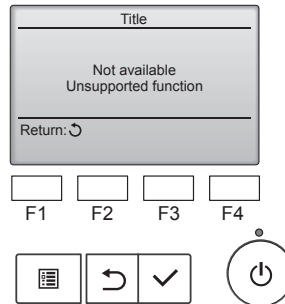 Title
Not available
Unsupported function
Return:
F1 F2 F3 F4